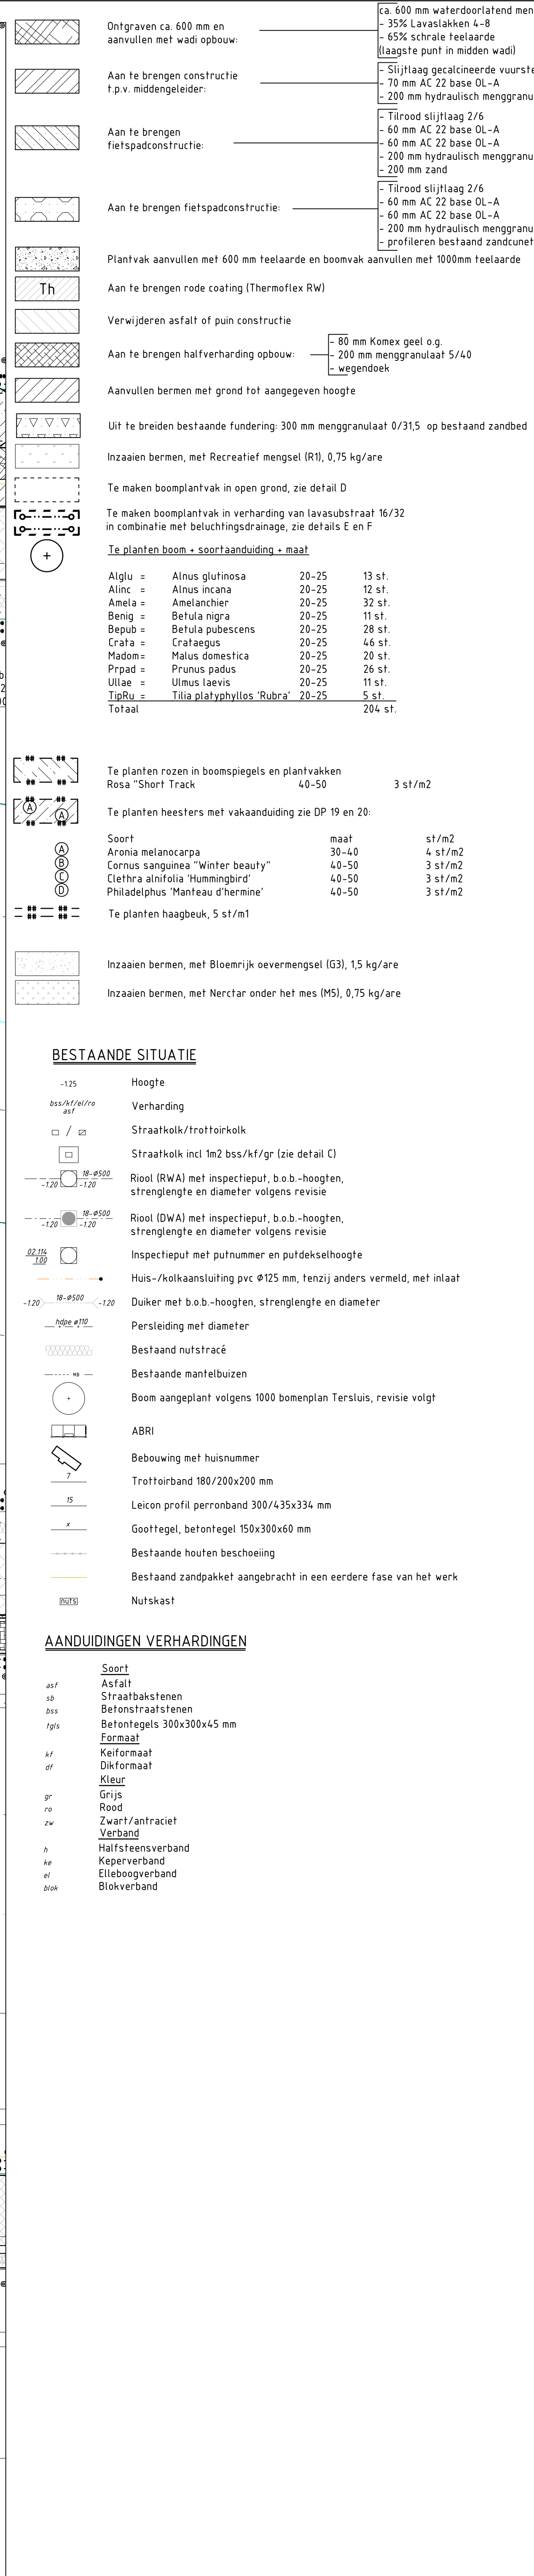 Ontgraven ca. 600 mm en
aanvullen met wadi opbouw:
ca. 600 waterdoorlatend
- 35% Lavaslakken 4-8
- 65% schrale teelaarde
(laagste punt in midden wadi)
Aan te brengen constructie
t.p.v. middengeleider:
- Slijtlaag gecalcineerde
- 70 mm AC 22 base OL-A
- 200 mm hydraulisch
Aan te brengen
fietspadconstructie:
- Tilrood slijtlaag 2/6
- 60 mm AC 22 base OL-A
- 60 mm AC 22 base OL-A
- 200 mm hydraulisch
- 200 mm zand
Aan te brengen fietspadconstructie:
- Tilrood slijtlaag 2/6
- 60 mm AC 22 base OL-A
- 60 mm AC 22 base OL-A
- 200 mm hydraulisch
- profileren bestaand zandcunet
Plantvak aanvullen met 600 mm teelaarde en boomvak aanvullen met 1000mm teelaarde
Th Aan te brengen rode coating (Thermoflex RW)
Verwijderen asfalt of puin constructie
Aan te brengen halfverharding opbouw:
- 80 mm Komex geel o.g.
- 200 mm menggranulaat 5/40
- wegendoek
Aanvullen bermen met grond tot aangegeven hoogte
Uit te breiden bestaande fundering: 300 mm menggranulaat 0/31,5 op bestaand zandbed
Inzaaien bermen, met Recreatief mengsel (R1), 0,75 kg/are
Te maken boomplantvak in open grond, zie detail D
Te maken boomplantvak in verharding van lavasubstraat 16/32
in combinatie met beluchtingsdrainage, zie details E en F
Te planten boom + soortaanduiding + maat
Alglu = Alnus glutinosa 20-25 13 st.
Alinc = Alnus incana 20-25 12 st.
Amela = Amelanchier 20-25 32 st.
Benig = Betula nigra 20-25 11 st.
Bepub = Betula pubescens 20-25 28 st.
Crata = Crataegus 20-25 46 st.
Madom= Malus domestica 20-25 20 st.
Prpad = Prunus padus 20-25 26 st.
Ullae = Ulmus laevis 20-25 11 st.
TipRu = Tilia platyphyllos 'Rubra' 20-25 5 st.
Totaal 204 st.
Te planten rozen in boomspiegels en plantvakken
Rosa "Short Track 40-50 3 st/m2
A A Te planten heesters met vakaanduiding zie DP 19 en 20:
Soort maat st/m2
A Aronia melanocarpa 30-40 4 st/m2
B Cornus sanguinea "Winter beauty" 40-50 3 st/m2
C Clethra alnifolia 'Hummingbird' 40-50 3 st/m2
D Philadelphus 'Manteau d'hermine' 40-50 3 st/m2
Te planten haagbeuk, 5 st/m1
Inzaaien bermen, met Bloemrijk oevermengsel (G3), 1,5 kg/are
Inzaaien bermen, met Nerctar onder het mes (M5), 0,75 kg/are
BESTAANDE SITUATIE
-1.25 Hoogte
bss/kf/el/ro
asf
Verharding
/ Straatkolk/trottoirkolk
Straatkolk incl 1m2 bss/kf/gr (zie detail C)
18-Ø500
-1.20 -1.20
Riool (RWA) met inspectieput, b.o.b.-hoogten,
strenglengte en diameter volgens revisie
18-Ø500
-1.20 -1.20
Riool (DWA) met inspectieput, b.o.b.-hoogten,
strenglengte en diameter volgens revisie
02.114
1.00
Inspectieput met putnummer en putdekselhoogte
Huis-/kolkaansluiting pvc Ø125 mm, tenzij anders vermeld, met inlaat
-1.20 18-Ø500 -1.20 Duiker met b.o.b.-hoogten, strenglengte en diameter
hdpe ø110 Persleiding met diameter
Bestaand nutstracé
MB Bestaande mantelbuizen
Boom aangeplant volgens 1000 bomenplan Tersluis, revisie volgt
ABRI
Bebouwing met huisnummer
7 Trottoirband 180/200x200 mm
15 Leicon profil perronband 300/435x334 mm
x Goottegel, betontegel 150x300x60 mm
Bestaande houten beschoeiing
Bestaand zandpakket aangebracht in een eerdere fase van het werk
nuts Nutskast
AANDUIDINGEN VERHARDINGEN
Soort
asf Asfalt
sb Straatbakstenen
bss Betonstraatstenen
tgls Betontegels 300x300x45 mm
Formaat
kf Keiformaat
df Dikformaat
Kleur
gr Grijs
ro Rood
zw Zwart/antraciet
Verband
h Halfsteensverband
ke Keperverband
el Elleboogverband
blok Blokverband